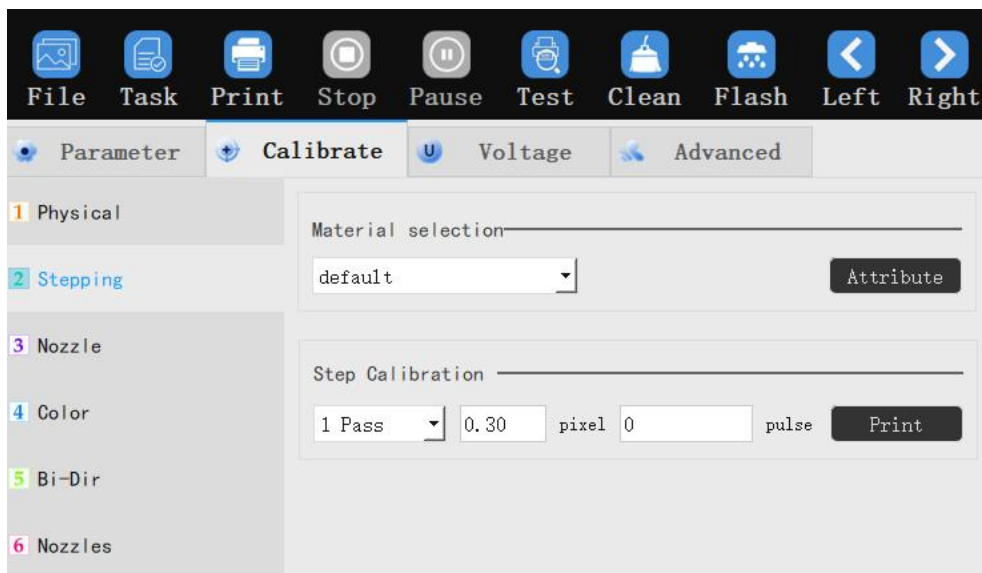 File Task Print Stop Pause Test Clean Flash Left Right
Parameter Calibrate U Voltage Advanced
1 Physical
2 Stepping
3 Nozzle
4 Color
5 Bi-Dir
6 Nozzles
Material selection
default Attribute
Step Calibration
1 Pass 0.30 pixel 0 pulse Print